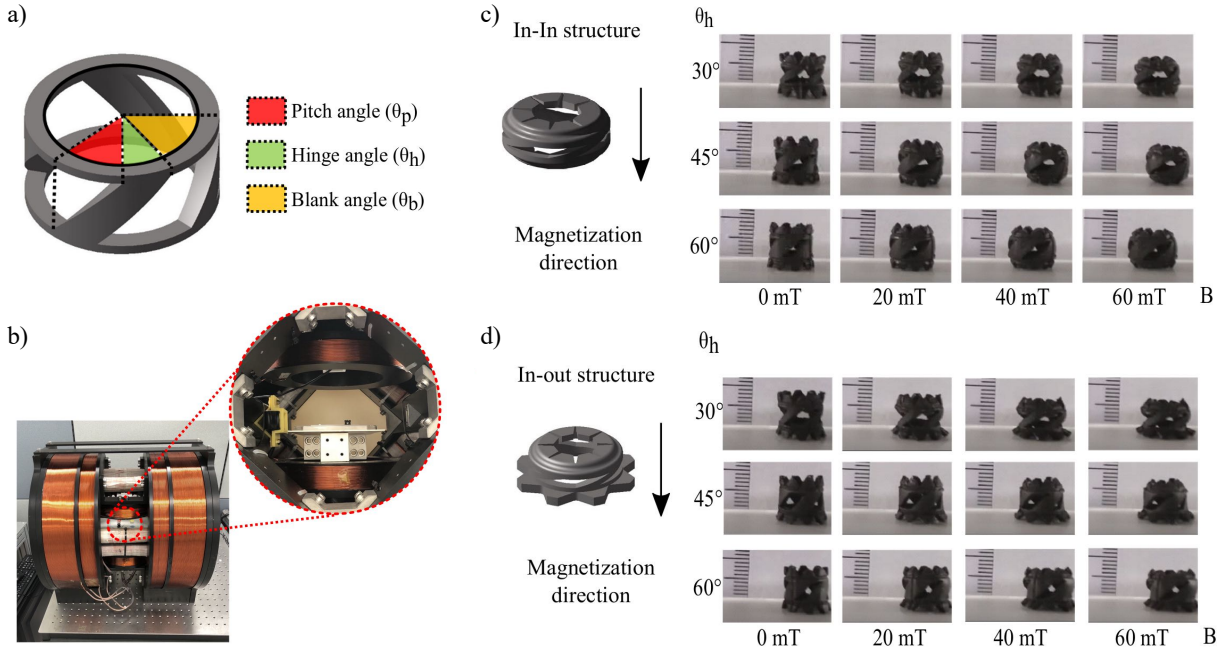 a)
Pitch angle (θp)
Hinge angle (θh)
Blank angle (θb)
b)
c)
In-In structure
Magnetization
direction
θh
30°
45°
60°
0 mT
20 mT
40 mT
60 mT
B
d)
In-out structure
Magnetization
direction
θh
30°
45°
60°
0 mT
20 mT
40 mT
60 mT
B